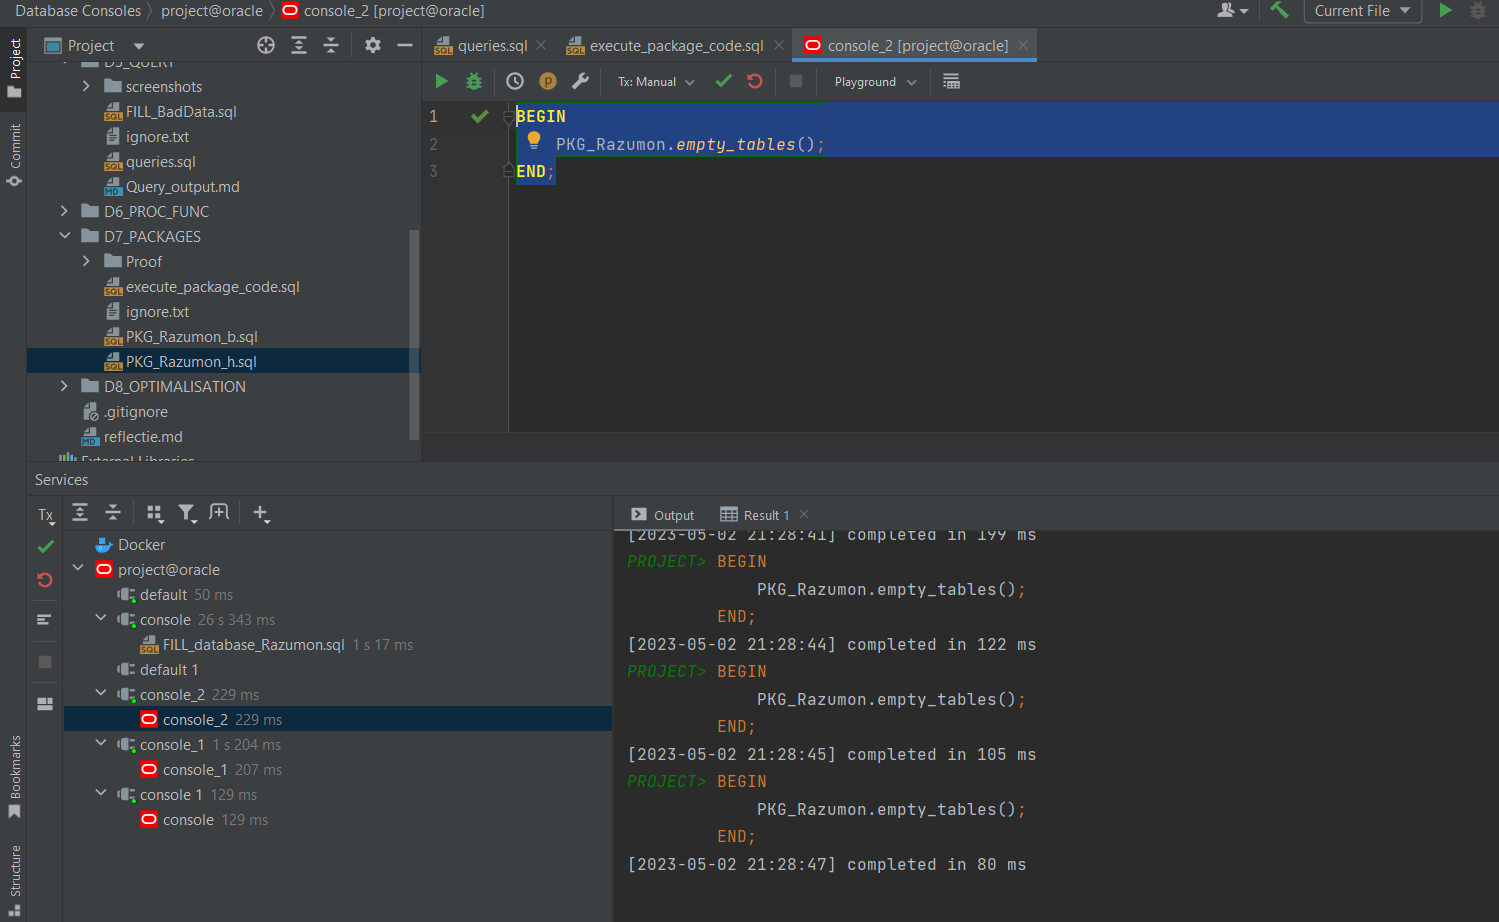 Database Consoles
project@oracle
console_2 [project@oracle]
Current File
Project
Project
queries.sql
execute_package_code.sql
console_2 [project@oracle]
Tx: Manual
Playground
D5_QUERY
screenshots
FILL_BadData.sql
ignore.txt
queries.sql
Query_output.md
D6_PROC_FUNC
D7_PACKAGES
Proof
execute_package_code.sql
ignore.txt
PKG_Razumon_b.sql
PKG_Razumon_h.sql
D8_OPTIMALISATION
.gitignore
reflectie.md
External Libraries
Commit
1 BEGIN
2 PKG_Razumon.empty_tables();
3 END;
Services
Tx
Docker
project@oracle
default 50 ms
console 26 s 343 ms
FILL_database_Razumon.sql 1 s 17 ms
default 1
console_2 229 ms
console_2 229 ms
console_1 1 s 204 ms
console_1 207 ms
console 1 129 ms
console 129 ms
Bookmarks
Structure
Output
Result 1
[2023-05-02 21:28:41] completed in 199 ms
PROJECT> BEGIN
PKG_Razumon.empty_tables();
END;
[2023-05-02 21:28:44] completed in 122 ms
PROJECT> BEGIN
PKG_Razumon.empty_tables();
END;
[2023-05-02 21:28:45] completed in 105 ms
PROJECT> BEGIN
PKG_Razumon.empty_tables();
END;
[2023-05-02 21:28:47] completed in 80 ms